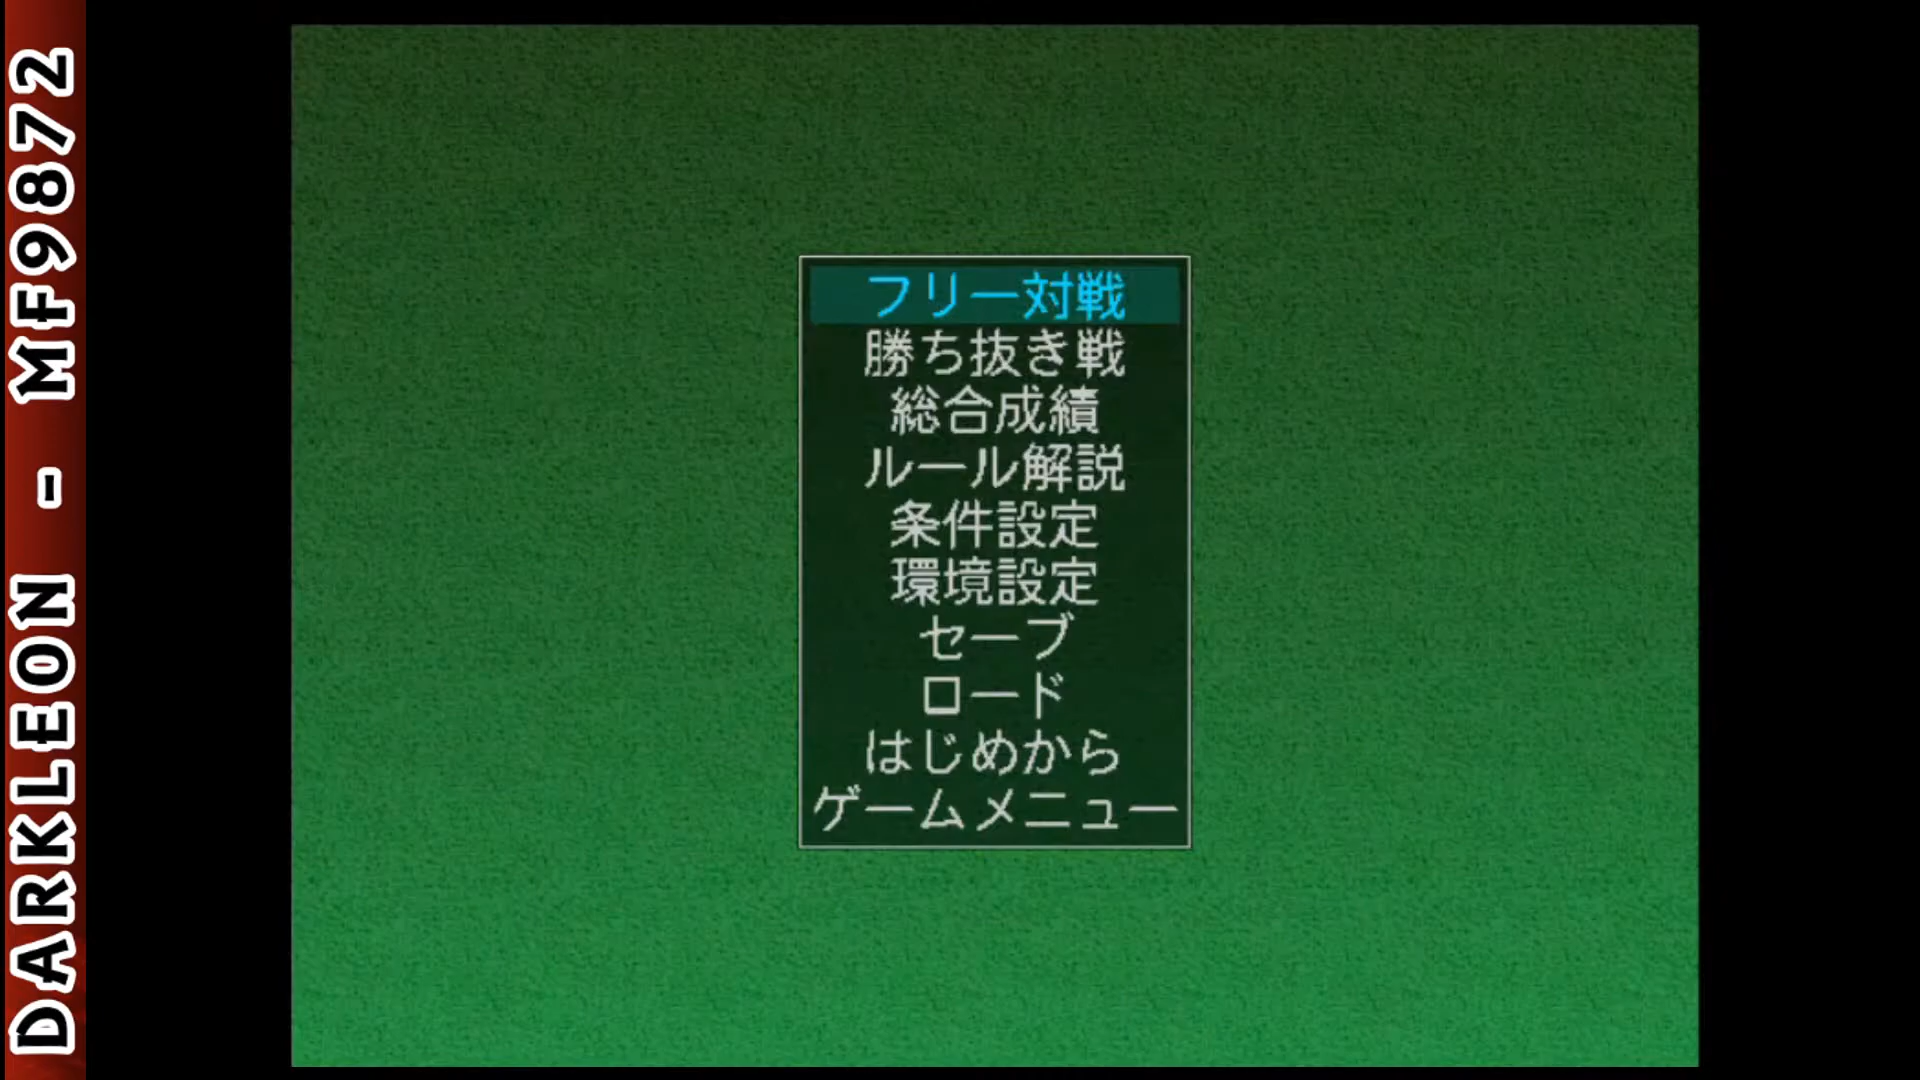 DARKLEON - MF9872
フリー対戦
勝ち抜き戦
総合成績
ルール解説
条件設定
環境設定
セーブ
ロード
はじめから
ゲームメニュー